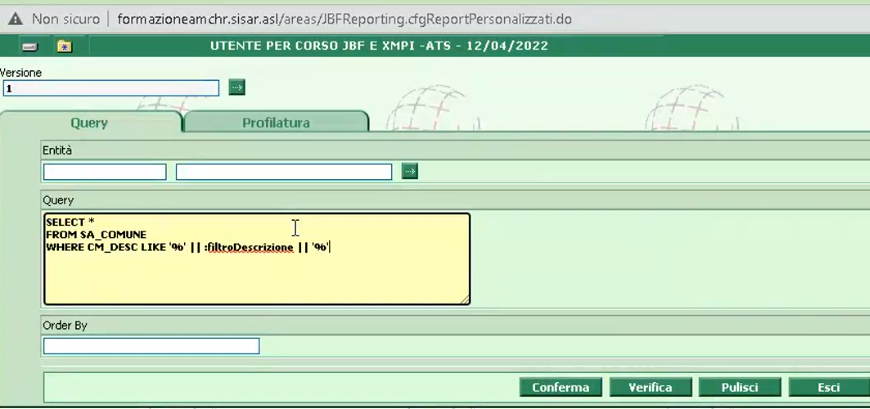 Non sicuro | formazioneamchr.sisar.asl/areas/JBFReporting.cfgReportPersonalizzati.do
UTENTE PER CORSO JBF E XMPI -ATS - 12/04/2022
Versione
1
Query Profilatura
Entità
Query
SELECT *
FROM SA_COMUNE
WHERE CM_DESC LIKE '%' || :filtroDescrizione || '%'
Order By
Conferma Verifica Pulisci Esci